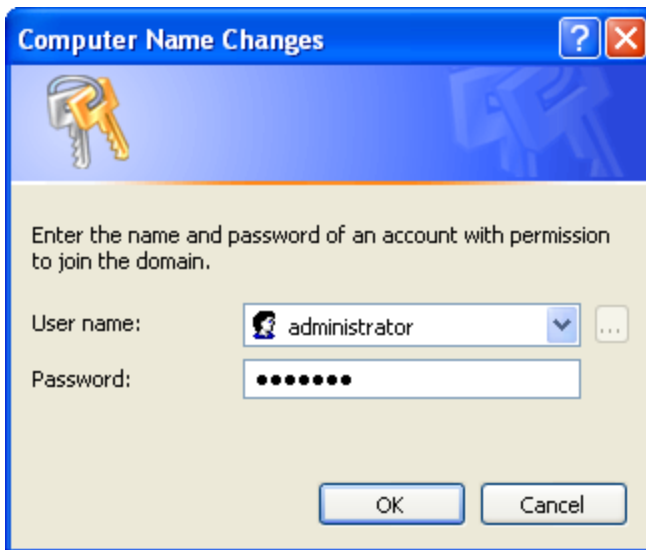 Computer Name Changes
Enter the name and password of an account with permission
to join the domain.
User name: administrator ...
Password: •••••••
OK Cancel